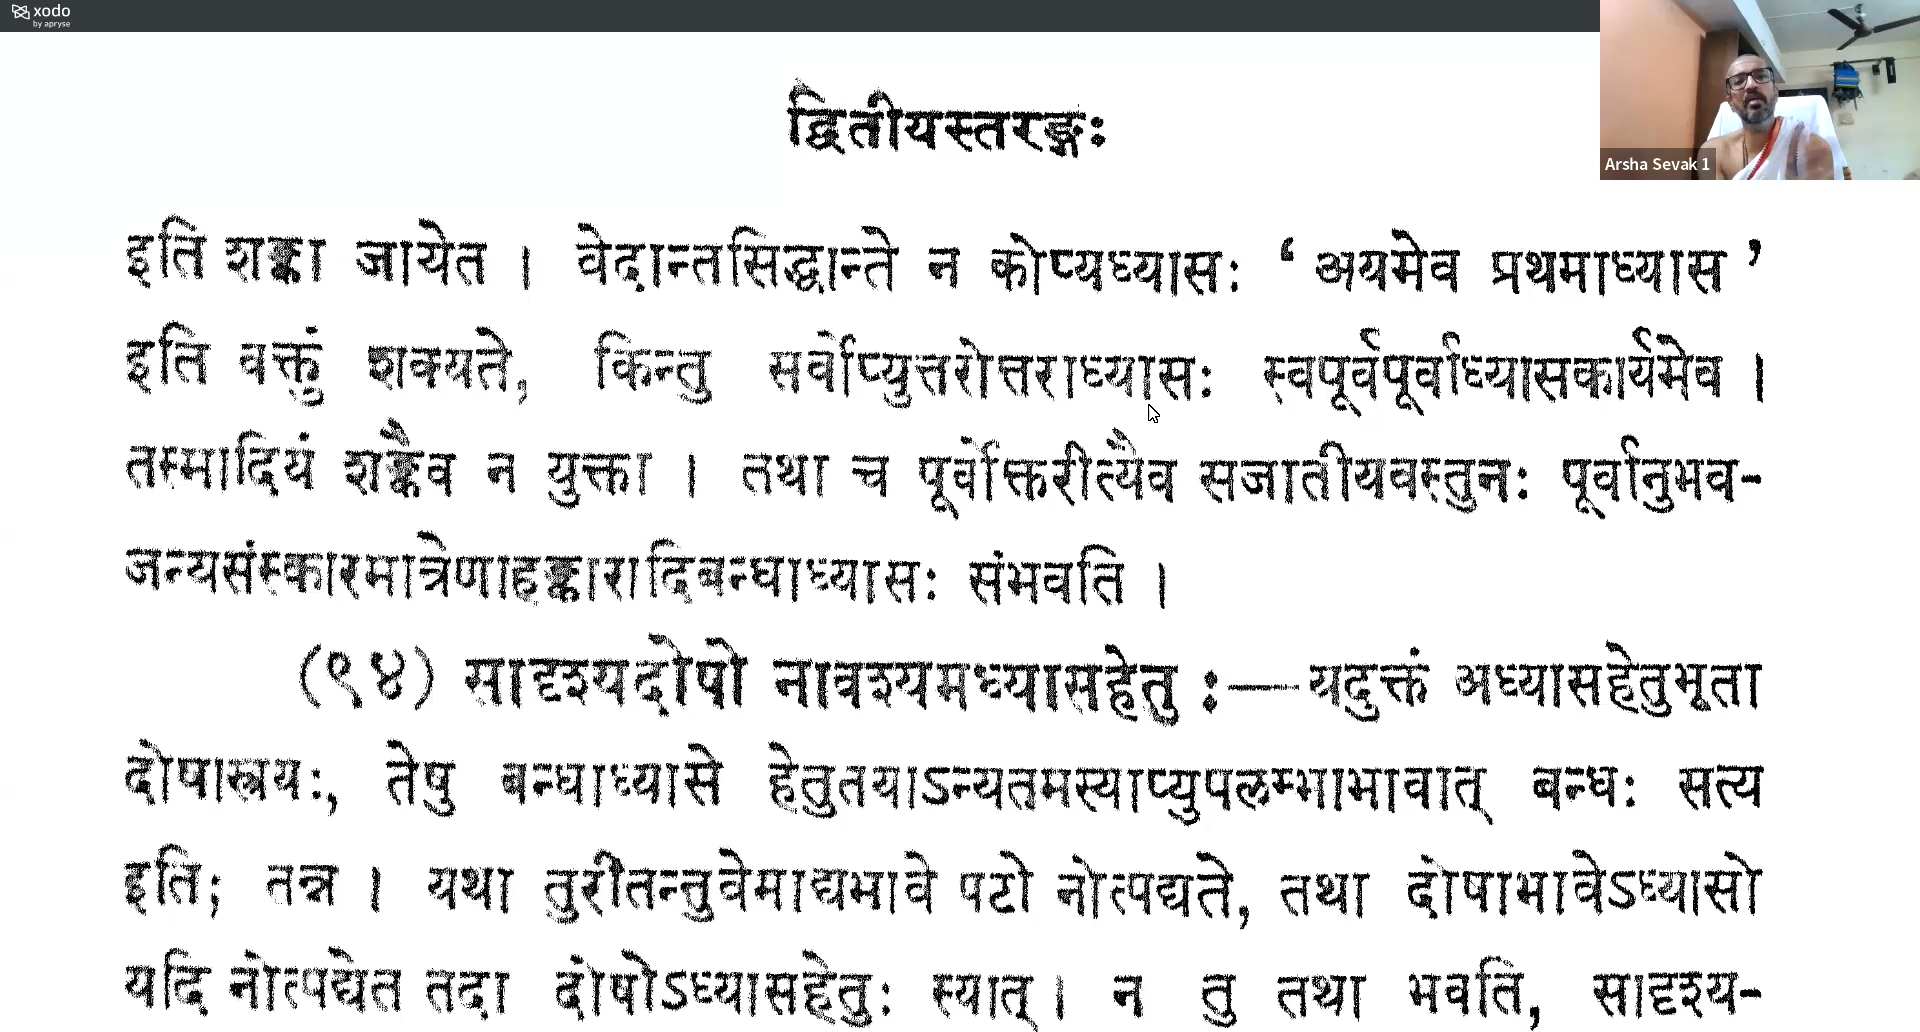 xodo
by apryse
Arsha Sevak 1
द्वितीयस्तरङ्गः
इति शङ्का जायेत । वेदान्तसिद्धान्ते न कोप्यध्यासः ‘ अयमेव प्रथमाध्यास ’
इति वक्तुं शक्यते, किन्तु सर्वोप्युत्तरोत्तराध्यासः स्वपूर्वपूर्वाध्यासकार्यमेव ।
तस्मादियं शङ्कैव न युक्ता । तथा च पूर्वोक्तरीत्यैव सजातीयवस्तुनः पूर्वानुभव-
जन्यसंस्कारमात्रेणाहङ्कारादिबन्धाध्यासः संभवति ।
(९४) सादृश्यदोषो नावश्यमध्यासहेतुः:—यदुक्तं अध्यासहेतुभूता
दोषास्त्रयः, तेषु बन्धाध्यासे हेतुतयाऽन्यतमस्याप्युपलम्भाभावात् बन्धः सत्य
इति; तन्न । यथा तुरीतन्तुवेमाद्यभावे पटो नोत्पद्यते, तथा दोषाभावेऽध्यासो
यदि नोत्पद्येत तदा दोषोऽध्यासहेतुः स्यात् । न तु तथा भवति, सादृश्य-